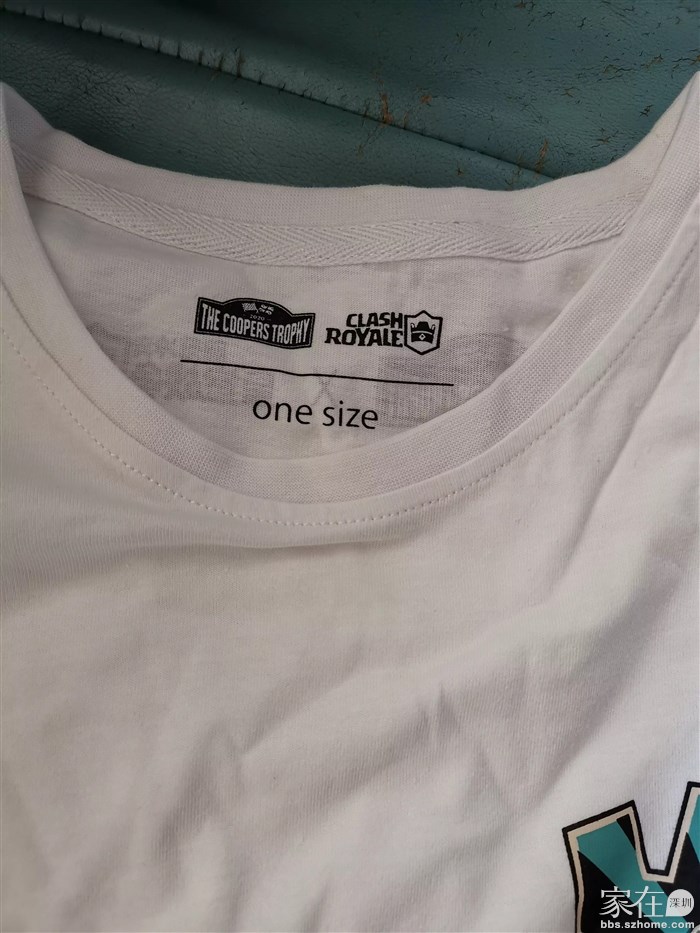 2020
THE COOPERS TROPHY
CLASH
ROYALE
one size
家在深圳
bbs.szhome.com